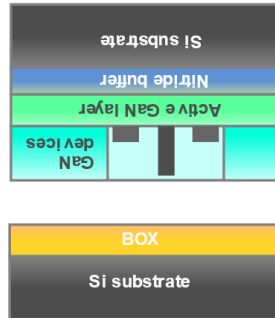 Si substrate
Nitride buffer
Active GaN layer
GaN
devices
BOX
Si substrate